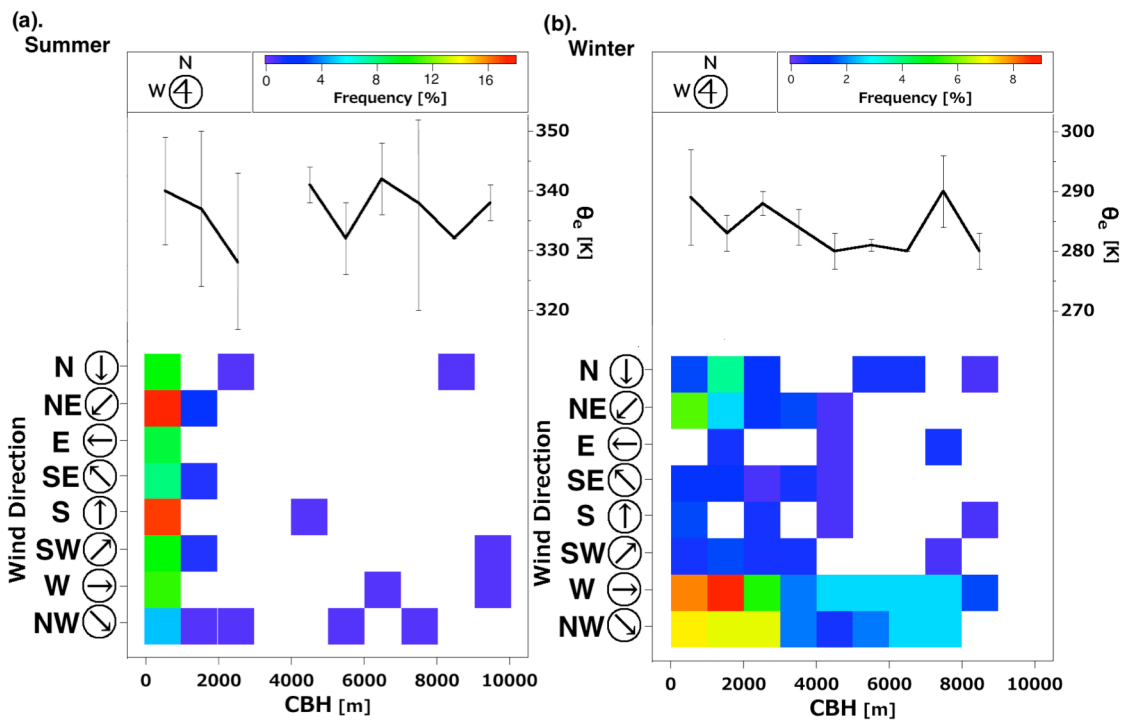 (a).
Summer
N
W
0 4 8 12 16
Frequency [%]
350
340
330
320
θe [K]
Wind Direction
N
NE
E
SE
S
SW
W
NW
0 2000 4000 6000 8000 10000
CBH [m]
(b).
Winter
N
W
0 2 4 6 8
Frequency [%]
300
290
280
270
θe [K]
Wind Direction
N
NE
E
SE
S
SW
W
NW
0 2000 4000 6000 8000 10000
CBH [m]